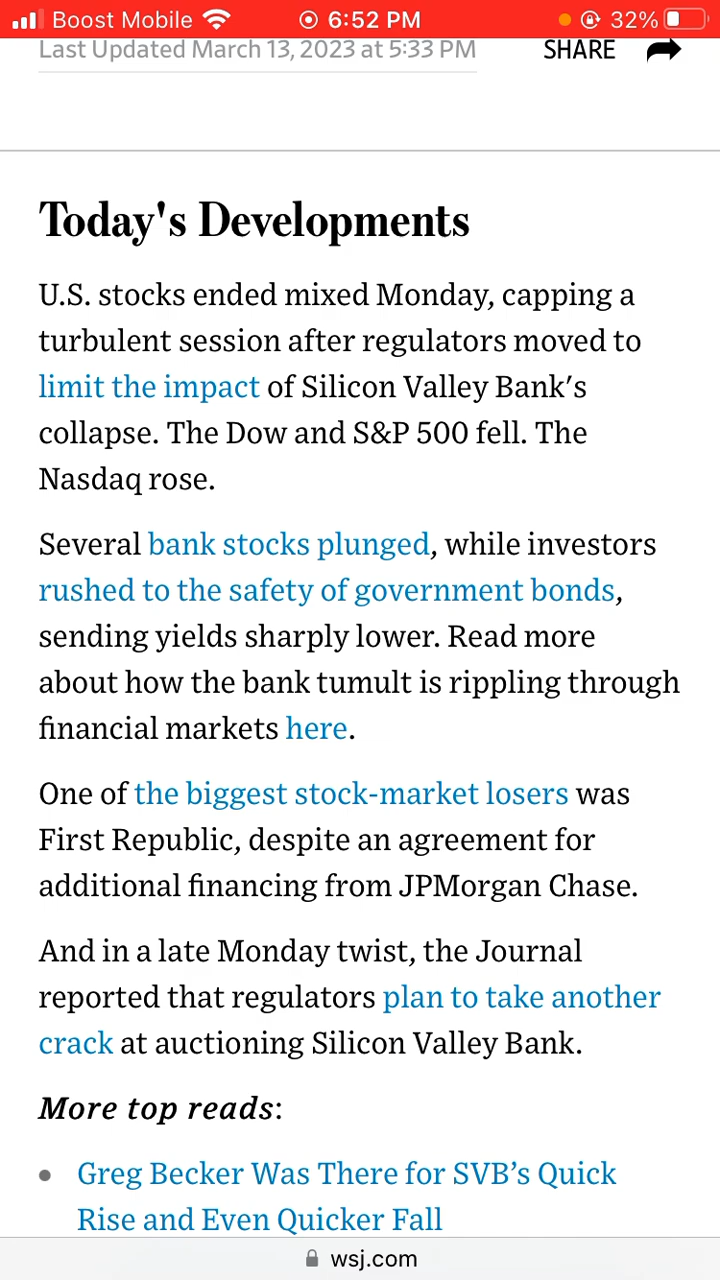 Boost Mobile 6:52 PM 32%
Last Updated March 13, 2023 at 5:33 PM SHARE
Today's Developments
U.S. stocks ended mixed Monday, capping a
turbulent session after regulators moved to
limit the impact of Silicon Valley Bank's
collapse. The Dow and S&P 500 fell. The
Nasdaq rose.
Several bank stocks plunged, while investors
rushed to the safety of government bonds,
sending yields sharply lower. Read more
about how the bank tumult is rippling through
financial markets here.
One of the biggest stock-market losers was
First Republic, despite an agreement for
additional financing from JPMorgan Chase.
And in a late Monday twist, the Journal
reported that regulators plan to take another
crack at auctioning Silicon Valley Bank.
More top reads:
• Greg Becker Was There for SVB’s Quick
Rise and Even Quicker Fall
wsj.com